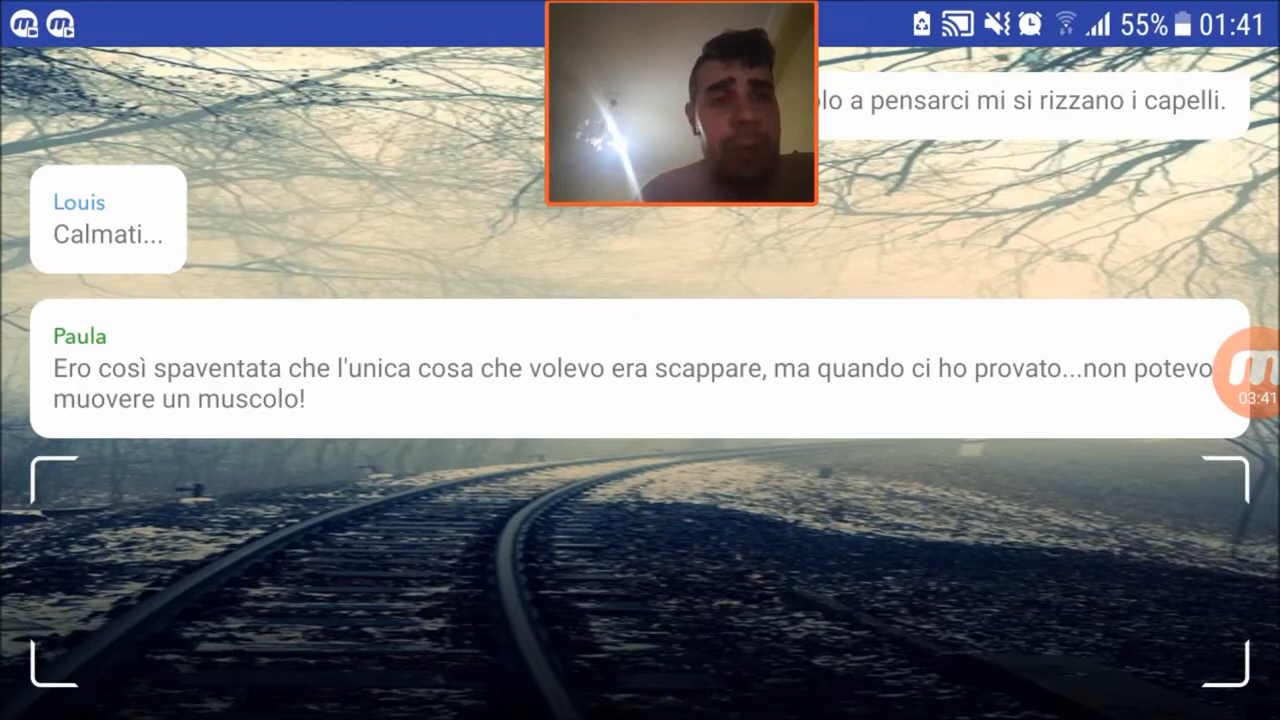 55% 01:41
a pensarci mi si rizzano i capelli.
Louis
Calmati...
Paula
Ero così spaventata che l'unica cosa che volevo era scappare, ma quando ci ho provato...non potevo
muovere un muscolo!
03:41